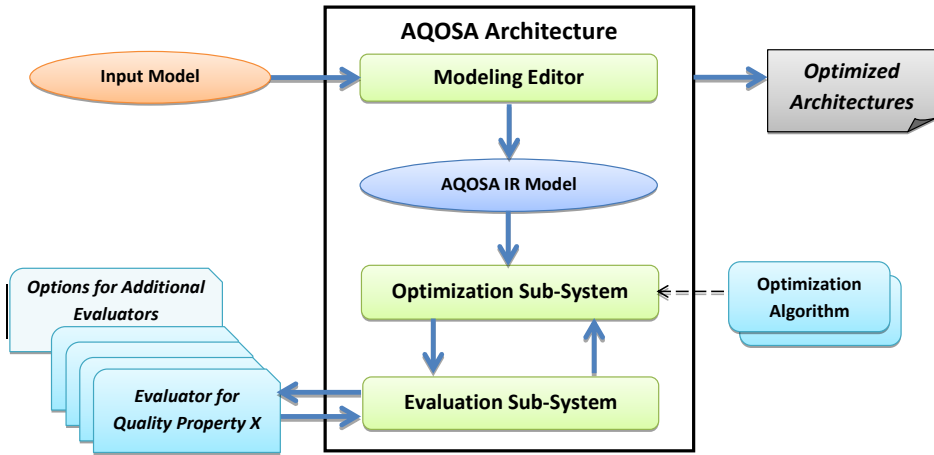 AQOSA Architecture
Input Model
Modeling Editor
Optimized
Architectures
AQOSA IR Model
Options for Additional
Evaluators
Optimization Sub-System
Optimization
Algorithm
Evaluator for
Quality Property X
Evaluation Sub-System